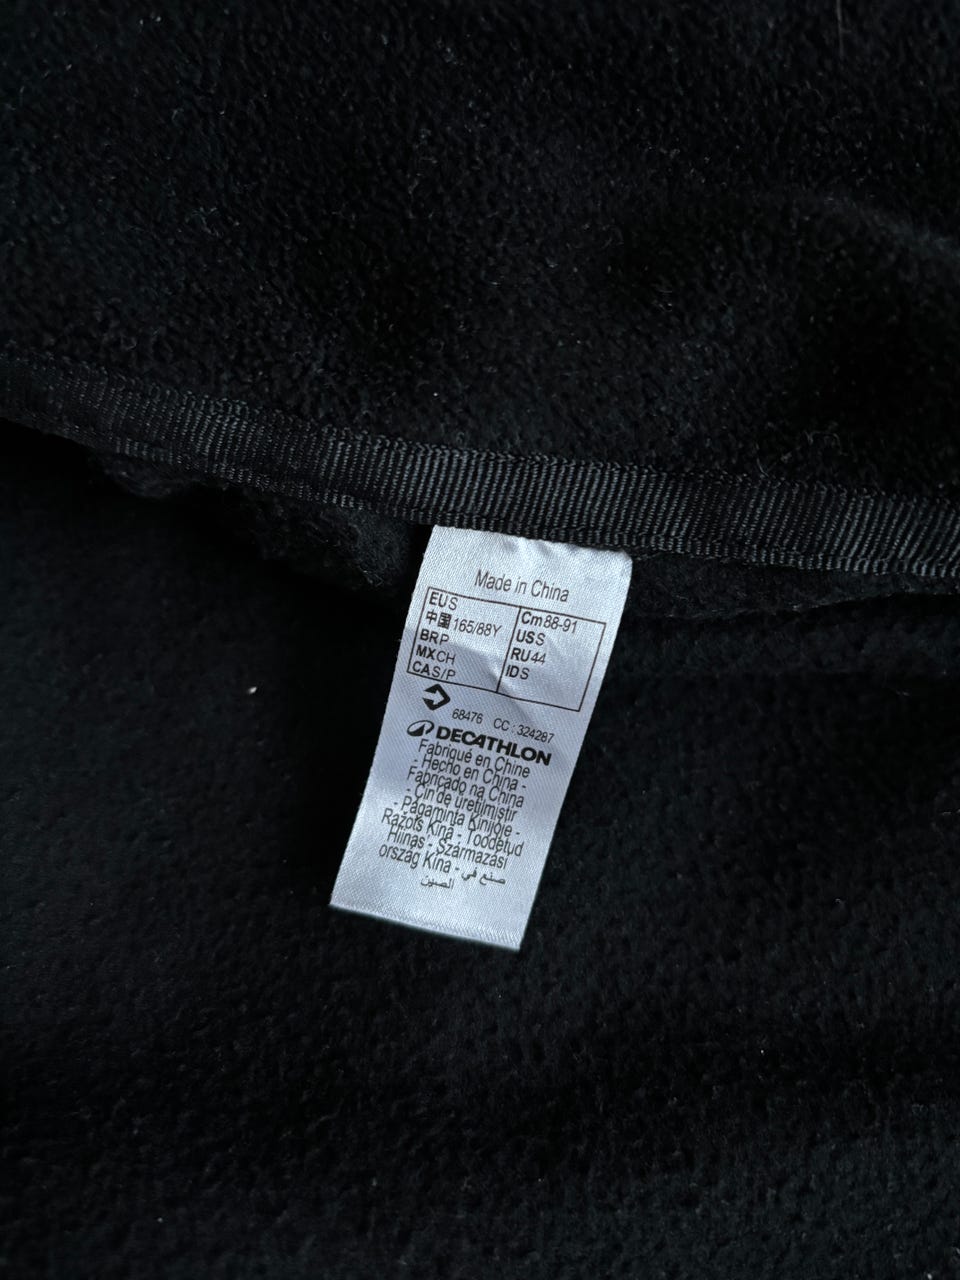 Made in China
EU S
中国 165/88Y
BR P
MX CH
CA S/P
Cm 88-91
US S
RU 44
ID S
68476 CC : 324287
DECATHLON
Fabriqué en Chine
- Hecho en China -
Fabricado na China
- Çin'de üretilmiştir
- Pagaminta Kinijoje -
Ražots Ķīnā - Toodetud
Hiinas - Származási
ország Kína - صنع في
الصين